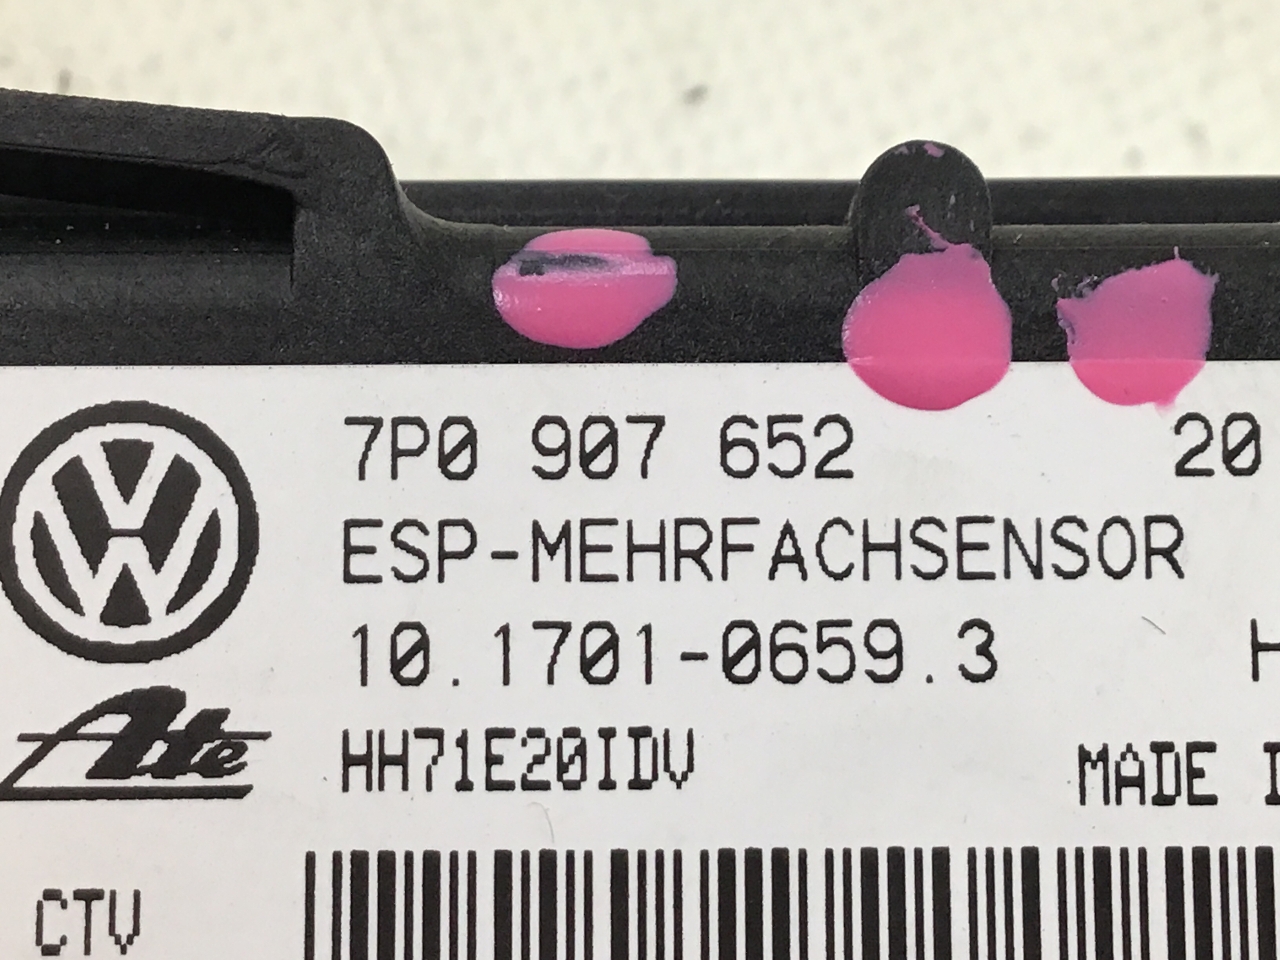 7P0 907 652 20
ESP-MEHRFACHSENSOR
10.1701-0659.3 H
HH71E20IDV MADE
Ate
CTV